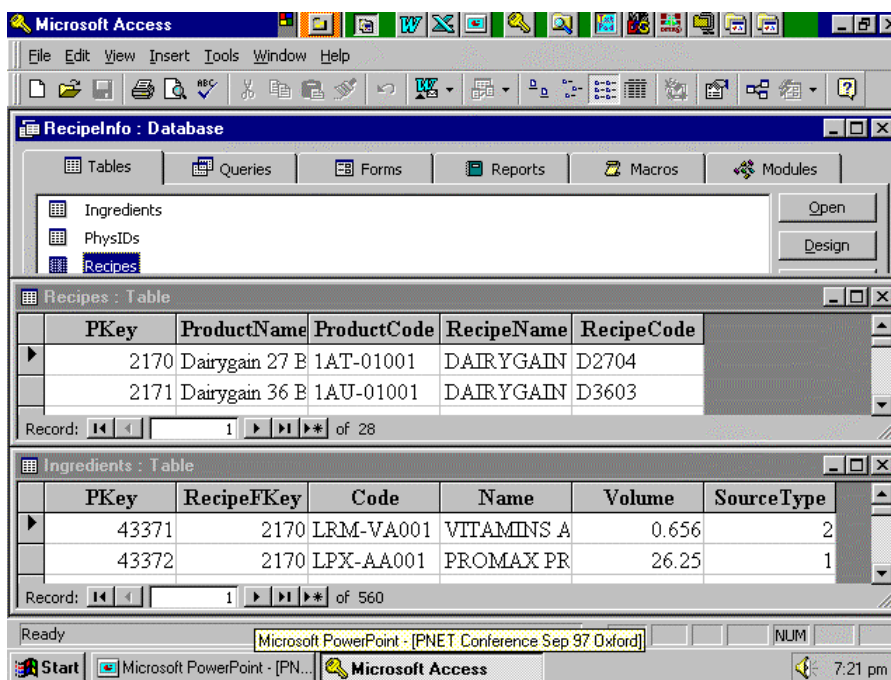 Microsoft Access
File Edit View Insert Tools Window Help
RecipeInfo : Database
Tables Queries Forms Reports Macros Modules
Ingredients
Open
PhysIDs
Design
Recipes
Recipes : Table
PKey ProductName ProductCode RecipeName RecipeCode
2170 Dairygain 27 B 1AT-01001 DAIRYGAIN D2704
2171 Dairygain 36 B 1AU-01001 DAIRYGAIN D3603
Record: 1 of 28
Ingredients : Table
PKey RecipeFKey Code Name Volume SourceType
43371 2170 LRM-VA001 VITAMINS A 0.656 2
43372 2170 LPX-AA001 PROMAX PR 26.25 1
Record: 1 of 560
Ready NUM
Microsoft PowerPoint - [PNET Conference Sep 97 Oxford]
Start Microsoft PowerPoint - [PN... Microsoft Access 7:21 pm